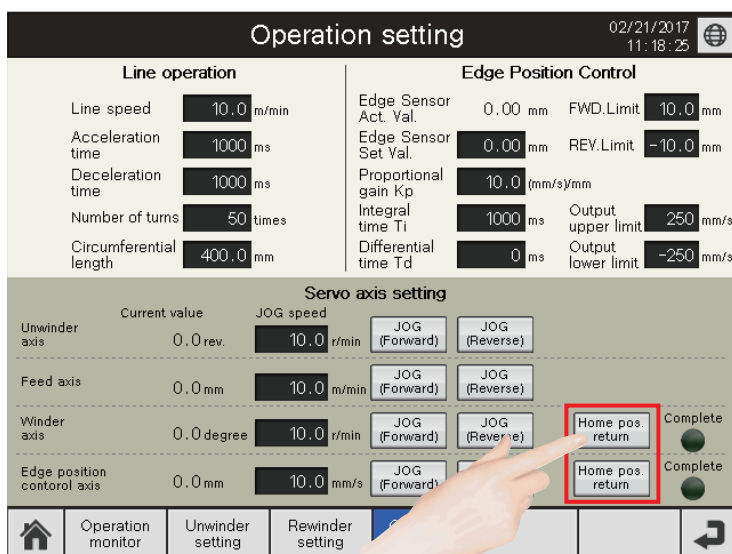 Operation setting
02/21/2017
11:18:25
Line operation
Line speed 10.0 m/min
Acceleration
time 1000 ms
Deceleration
time 1000 ms
Number of turns 50 times
Circumferential
length 400.0 mm
Edge Position Control
Edge Sensor
Act. Val. 0.00 mm
FWD.Limit 10.0 mm
Edge Sensor
Set Val. 0.00 mm
REV.Limit -10.0 mm
Proportional
gain Kp 10.0 (mm/s)/mm
Integral
time Ti 1000 ms
Output
upper limit 250 mm/s
Differential
time Td 0 ms
Output
lower limit -250 mm/s
Servo axis setting
Current value JOG speed
Unwinder
axis 0.0 rev. 10.0 r/min
JOG
(Forward)
JOG
(Reverse)
Feed axis 0.0 mm 10.0 m/min
JOG
(Forward)
JOG
(Reverse)
Winder
axis 0.0 degree 10.0 r/min
JOG
(Forward)
JOG
(Reverse)
Home pos.
return
Complete
Edge position
contorol axis 0.0 mm 10.0 mm/s
JOG
(Forward)
Home pos.
return
Complete
Operation
monitor
Unwinder
setting
Rewinder
setting